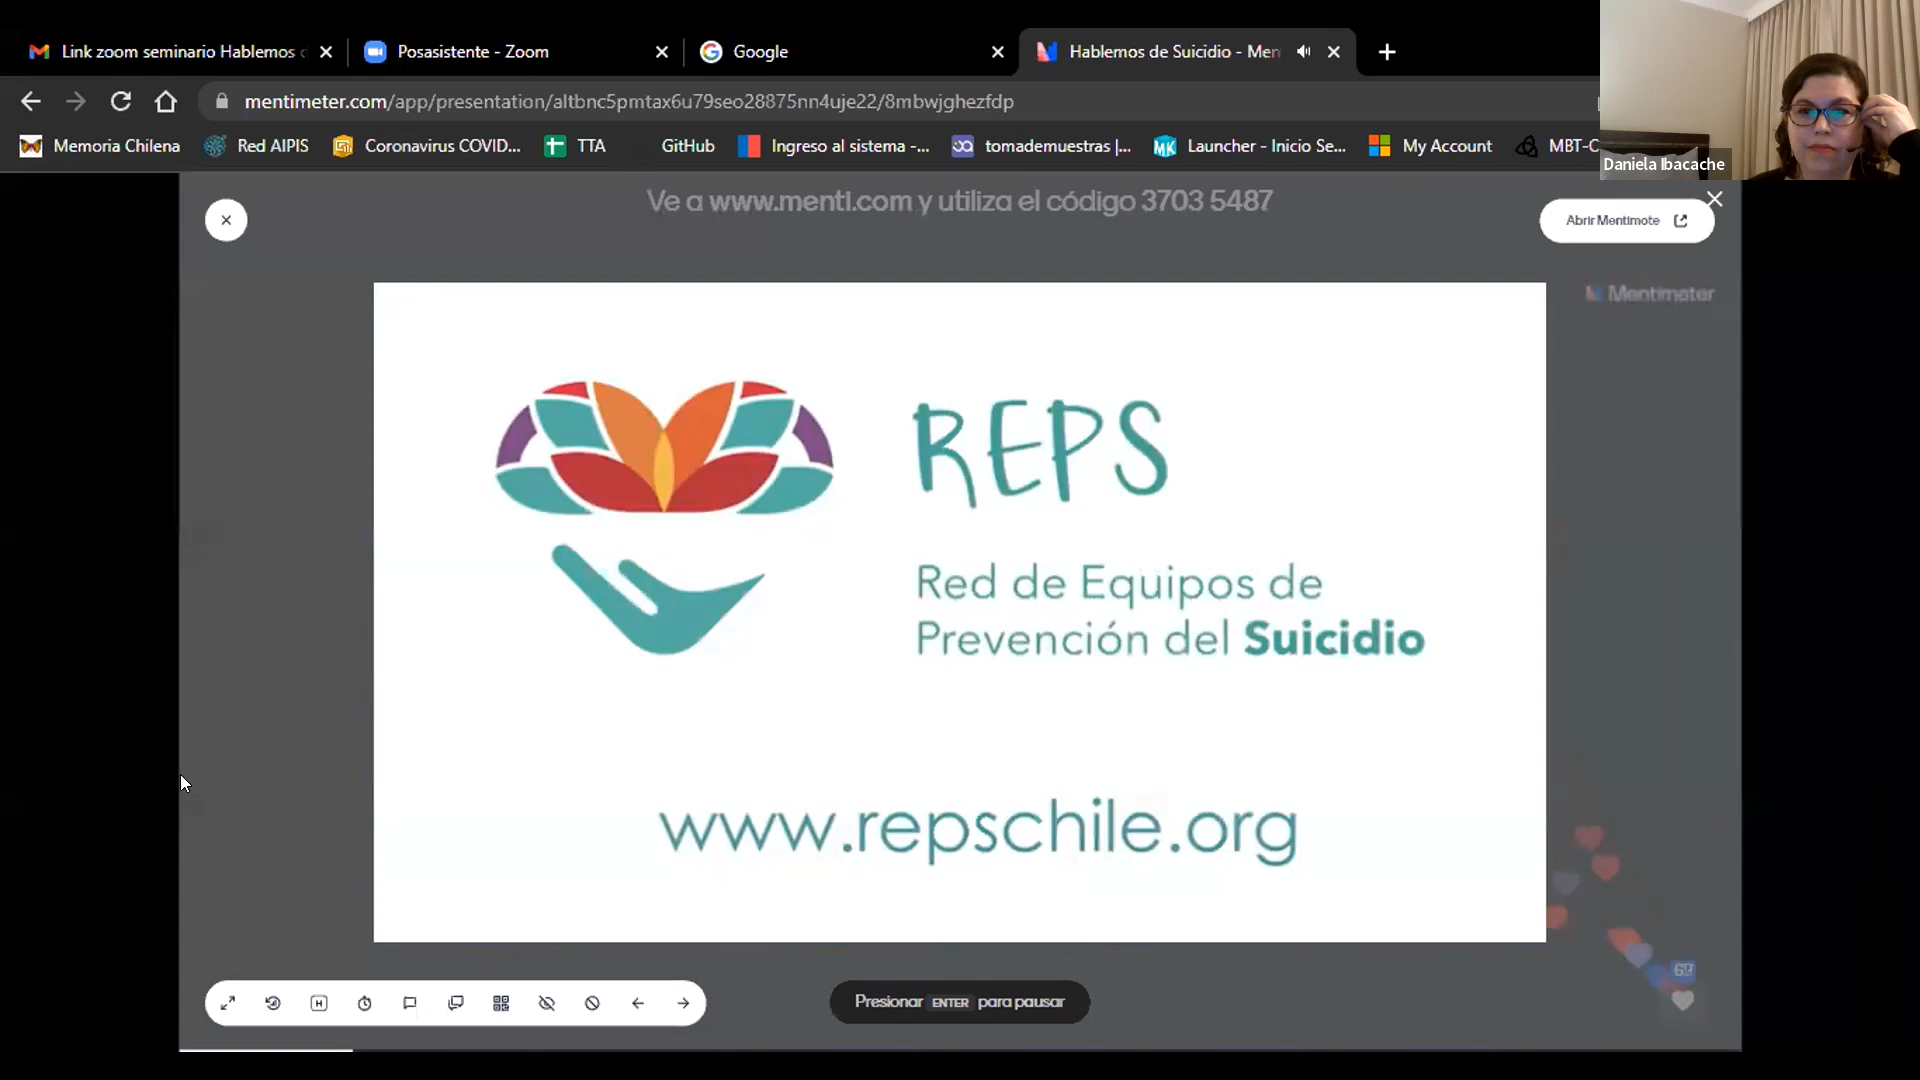 Link zoom seminario Hablemos d
Posasistente - Zoom
Google
Hablemos de Suicidio - Men
mentimeter.com/app/presentation/altbnc5pmtax6u79seo28875nn4uje22/8mbwjghezfdp
Memoria Chilena
Red AIPIS
Coronavirus COVID...
TTA
GitHub
Ingreso al sistema -...
tomademuestras |...
Launcher - Inicio Se...
My Account
MBT-C
Daniela Ibacache
Ve a www.menti.com y utiliza el código 3703 5487
Abrir Mentimote
Mentimeter
REPS
Red de Equipos de
Prevención del Suicidio
www.repschile.org
Presionar ENTER para pausar